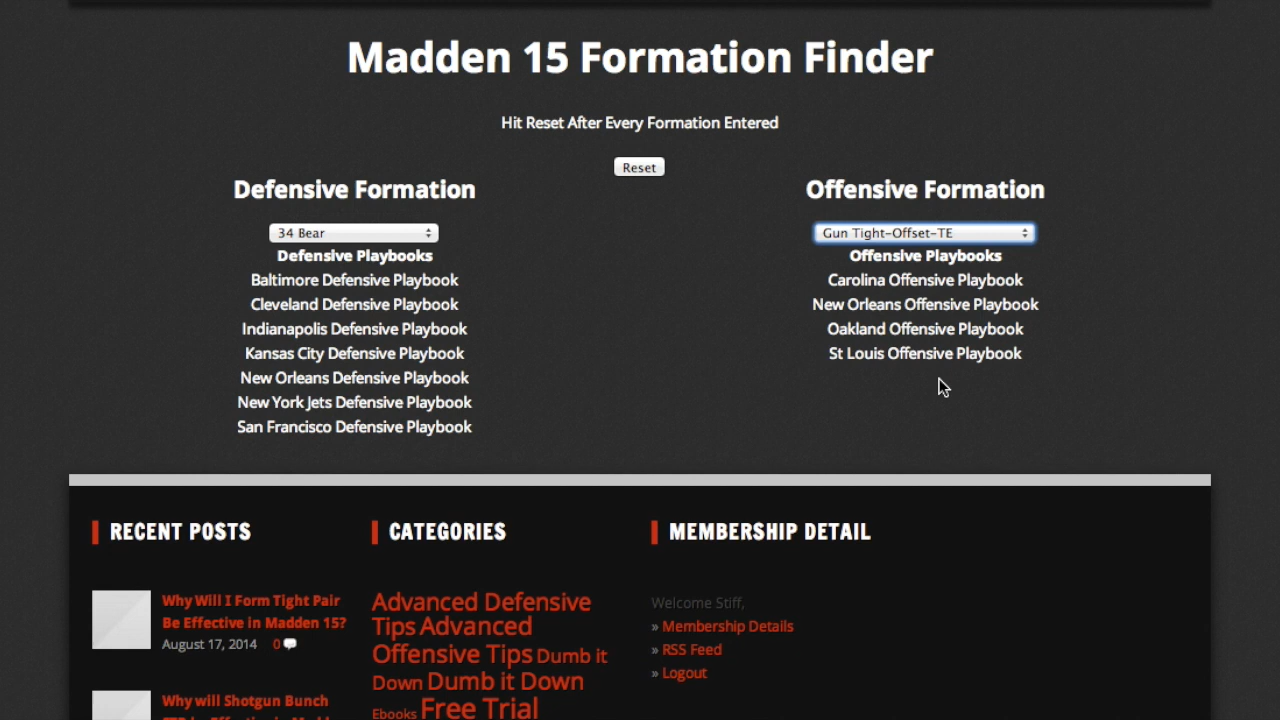 Madden 15 Formation Finder
Hit Reset After Every Formation Entered
Reset
Defensive Formation
34 Bear
Defensive Playbooks
Baltimore Defensive Playbook
Cleveland Defensive Playbook
Indianapolis Defensive Playbook
Kansas City Defensive Playbook
New Orleans Defensive Playbook
New York Jets Defensive Playbook
San Francisco Defensive Playbook
Offensive Formation
Gun Tight-Offset-TE
Offensive Playbooks
Carolina Offensive Playbook
New Orleans Offensive Playbook
Oakland Offensive Playbook
St Louis Offensive Playbook
RECENT POSTS
Why Will I Form Tight Pair
Be Effective in Madden 15?
August 17, 2014 0
Why will Shotgun Bunch
CATEGORIES
Advanced Defensive
Tips Advanced
Offensive Tips Dumb it
Down Dumb it Down
Ebooks Free Trial
MEMBERSHIP DETAIL
Welcome Stiff,
» Membership Details
» RSS Feed
» Logout